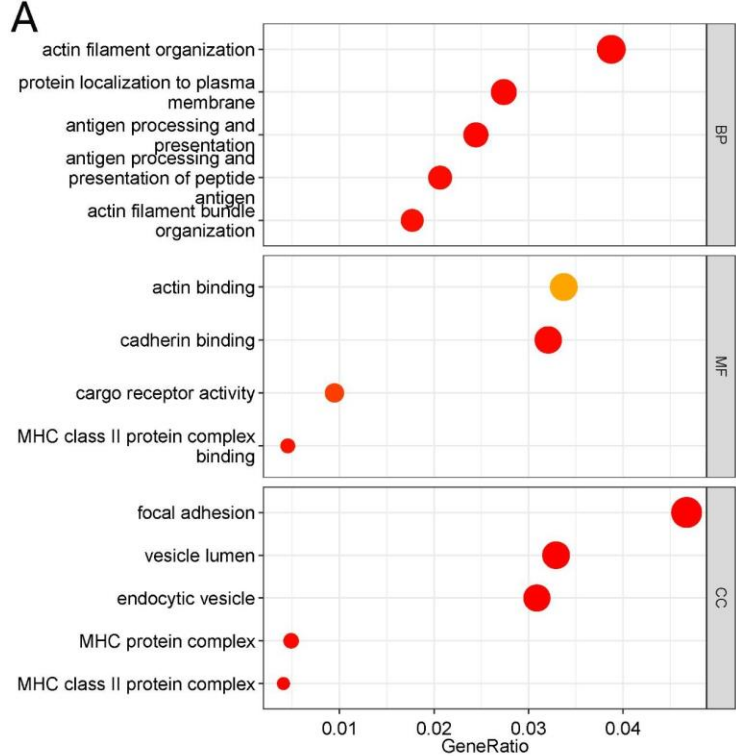 A
actin filament organization
protein localization to plasma
membrane
antigen processing and
presentation
antigen processing and
presentation of peptide
antigen
actin filament bundle
organization
BP
actin binding
cadherin binding
cargo receptor activity
MHC class II protein complex
binding
MF
focal adhesion
vesicle lumen
endocytic vesicle
MHC protein complex
MHC class II protein complex
CC
0.01 0.02 0.03 0.04
GeneRatio